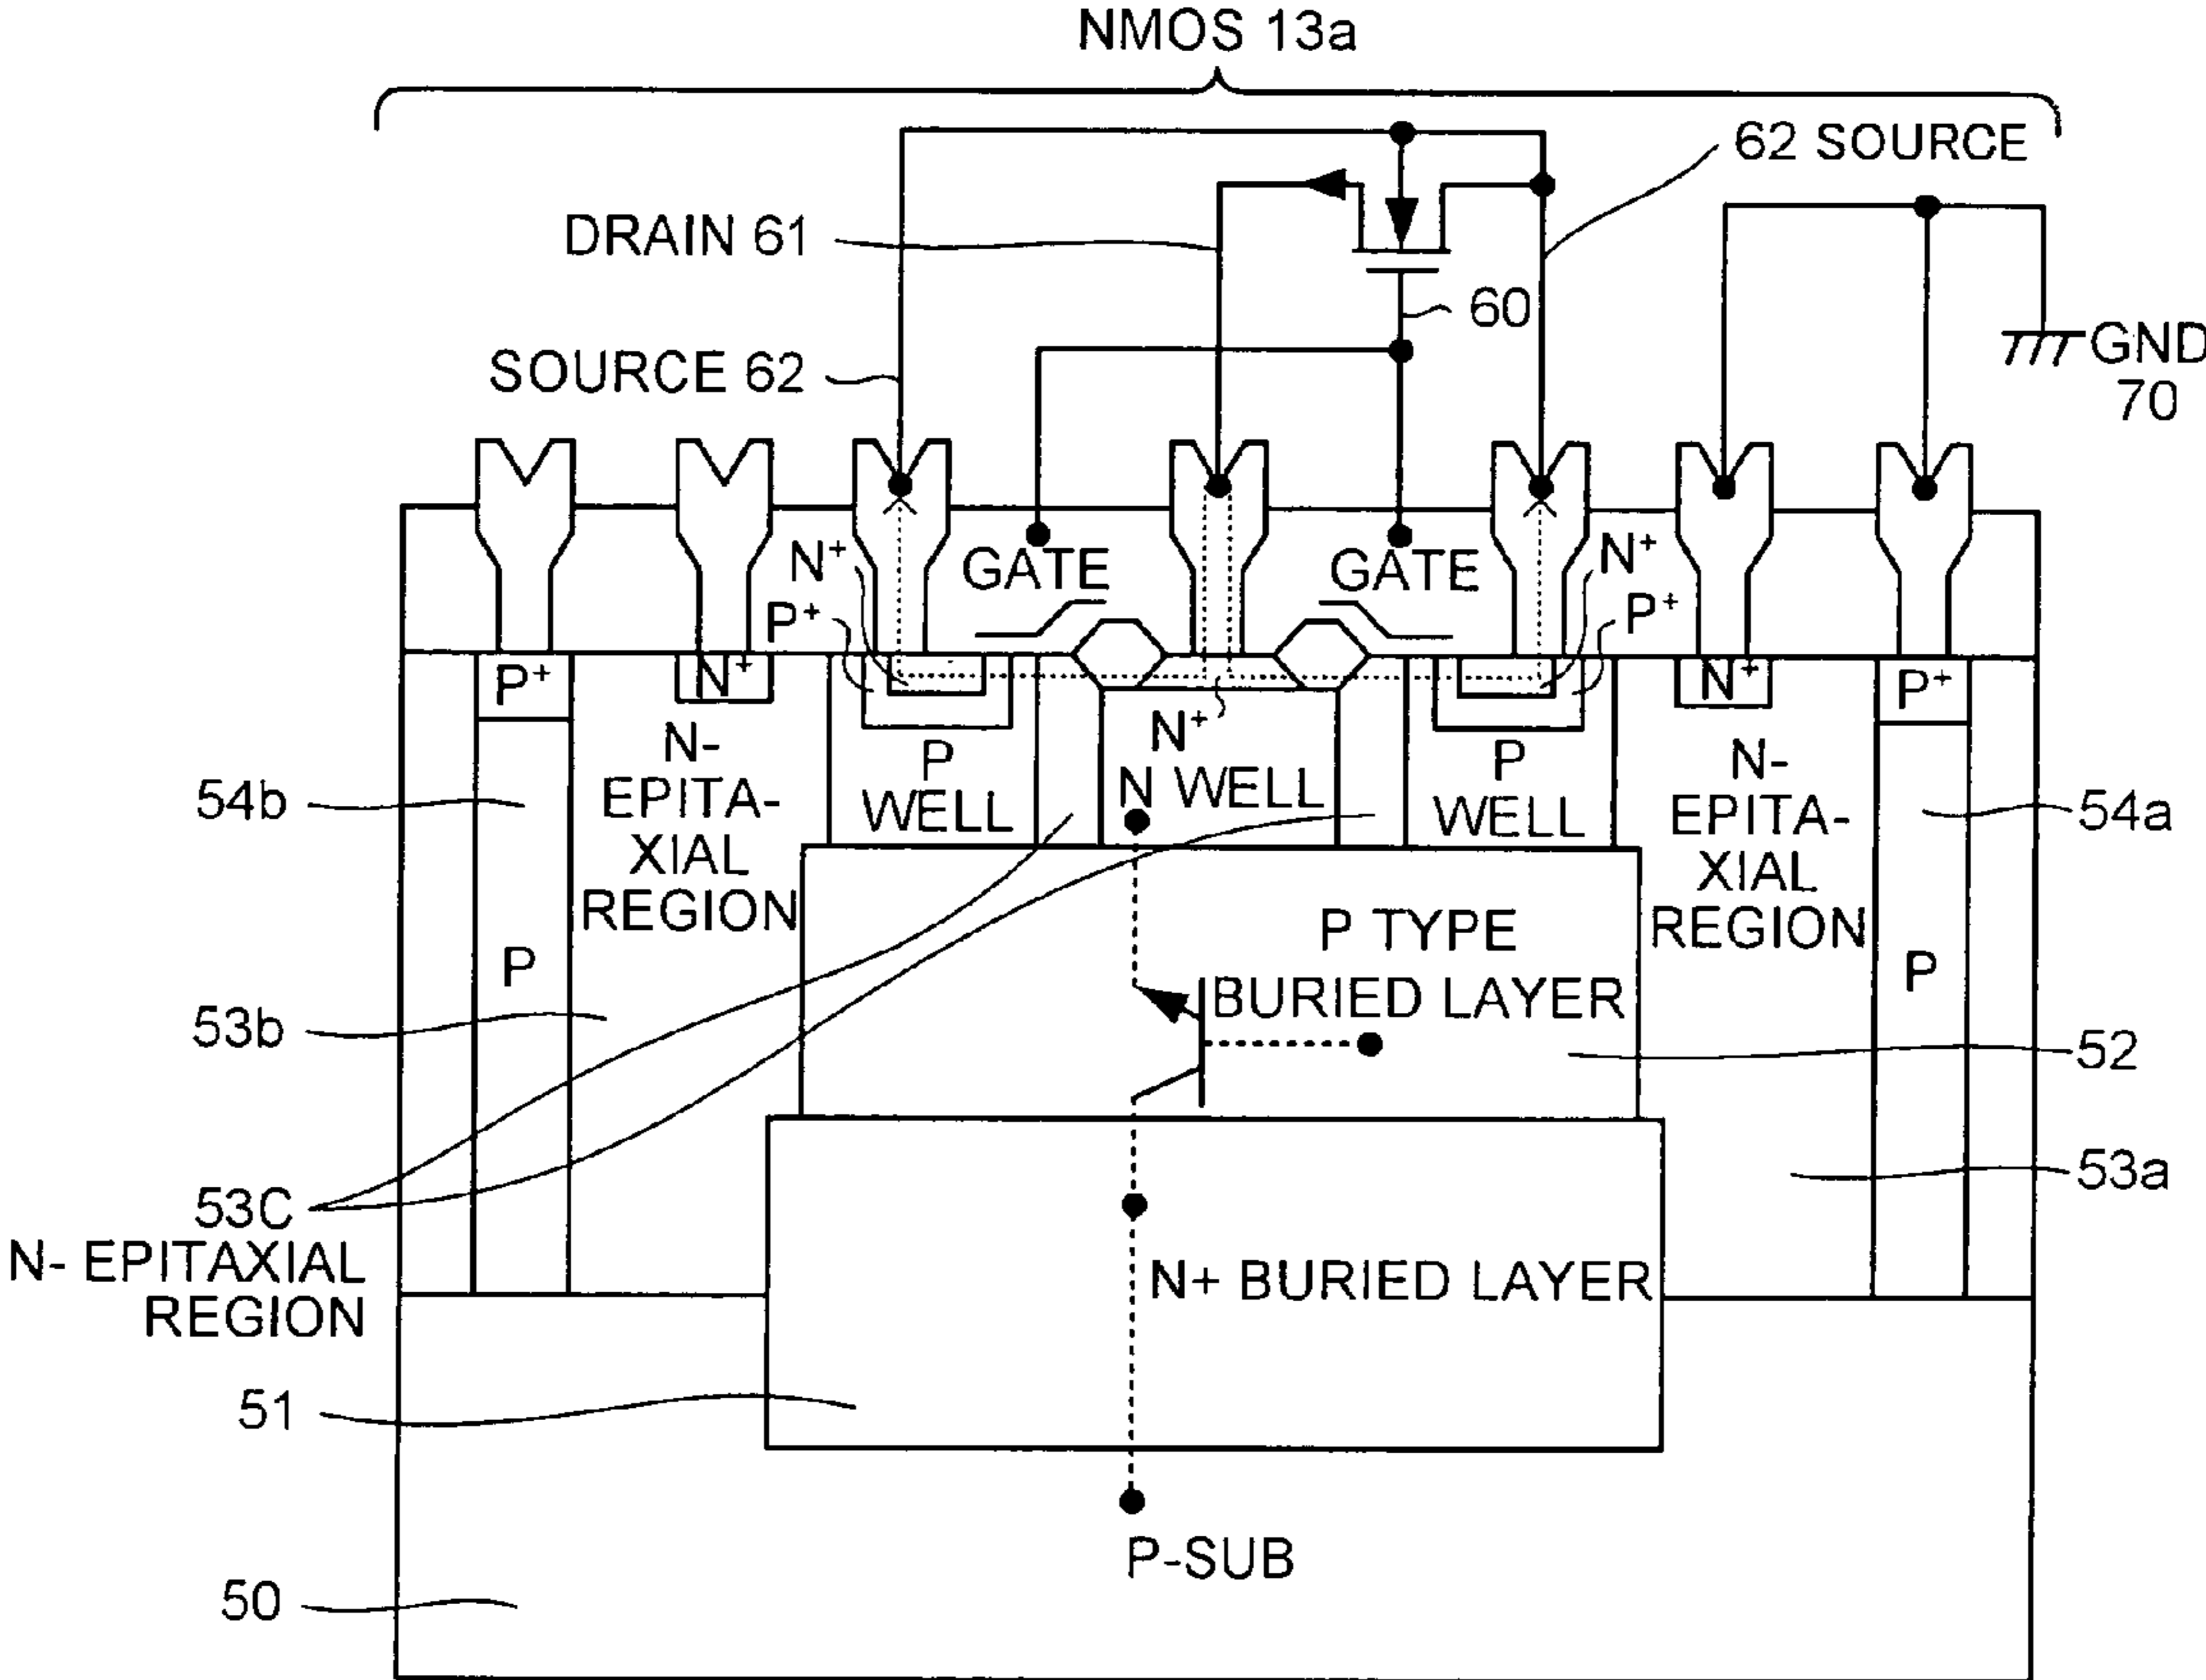 NMOS 13a
62 SOURCE
DRAIN 61
60
SOURCE 62
GND
70
N+
GATE
GATE
N+
P+
P+
P+
N+
N+
P+
N+
N-
EPITA-
XIAL
REGION
P
WELL
N WELL
P
WELL
N-
EPITA-
XIAL
REGION
54b
54a
P
P
P TYPE
BURIED LAYER
53b
52
53C
N- EPITAXIAL
REGION
53a
N+ BURIED LAYER
51
P-SUB
50